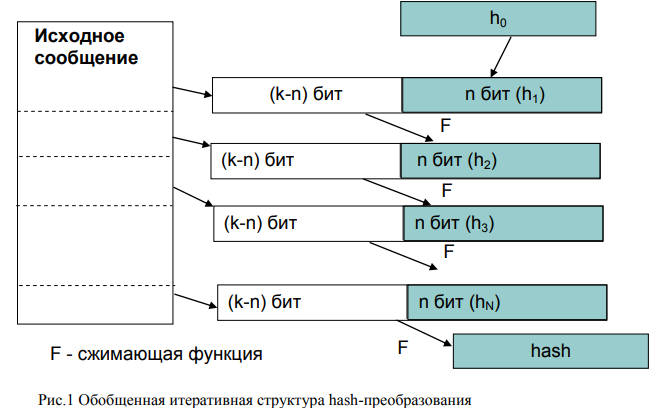 Исходное
сообщение
h₀
(k-n) бит
n бит (h₁)
F
(k-n) бит
n бит (h₂)
F
(k-n) бит
n бит (h₃)
F
(k-n) бит
n бит (hN)
F
hash
F - сжимающая функция
Рис.1 Обобщенная итеративная структура hash-преобразования